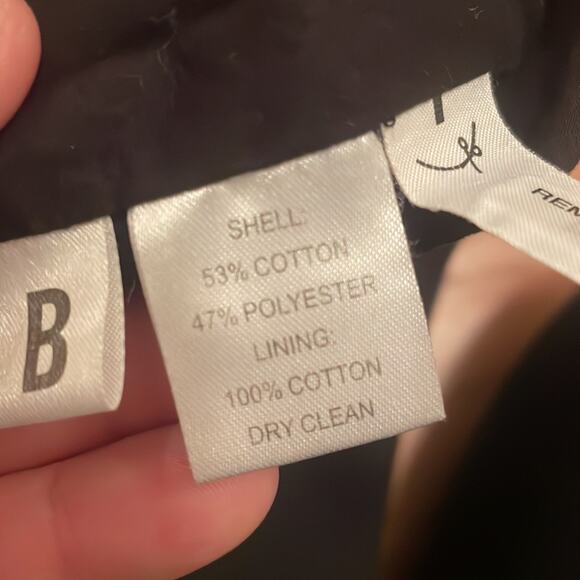 B
SHELL:
53% COTTON
47% POLYESTER
LINING:
100% COTTON
DRY CLEAN